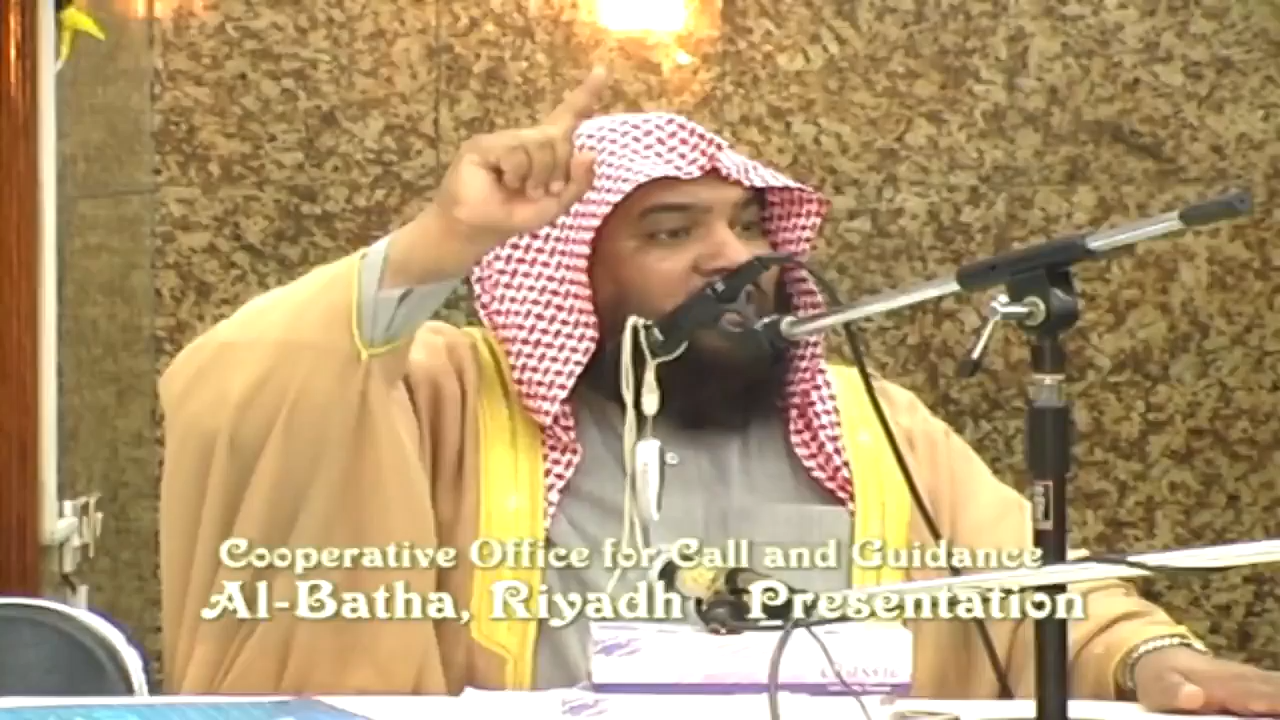 Cooperative Office for Call and Guidance
Al-Batha, Riyadh Presentation